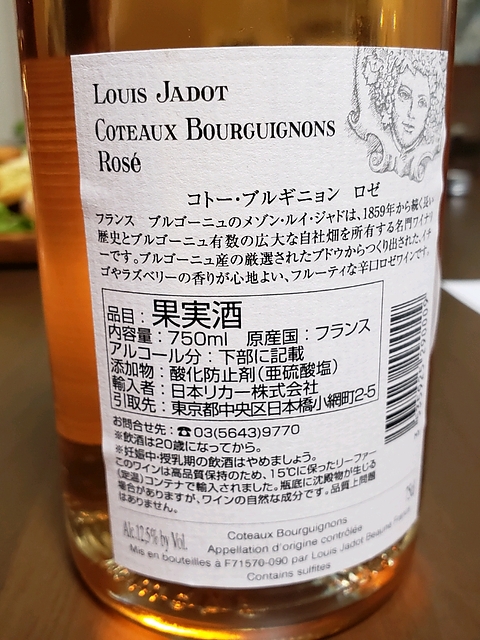 LOUIS JADOT
COTEAUX BOURGUIGNONS
Rosé
コトー・ブルギニョン ロゼ
フランス ブルゴーニュのメゾン・ルイ・ジャドは、1859年から続く長い
歴史とブルゴーニュ有数の広大な自社畑を所有する名門ワイナリ
ーです。ブルゴーニュ産の厳選されたブドウからつくり出された、イチ
ゴやラズベリーの香りが心地よい、フルーティな辛口ロゼワインです。
品目：果実酒
内容量：750ml 原産国：フランス
アルコール分：下部に記載
添加物：酸化防止剤(亜硫酸塩)
輸入者：日本リカー株式会社
引取先：東京都中央区日本橋小網町2-5
お問合せ先：☎03(5643)9770
※飲酒は20歳になってから。
※妊娠中・授乳期の飲酒はやめましょう。
このワインは高品質保持のため、15℃に保ったリーファー
(定温)コンテナで輸入されました。瓶底に沈殿物が生じる
場合がありますが、ワインの自然な成分です。品質上問題
はありません。
Alc.12.5% by Vol.
Coteaux Bourguignons
Appellation d'origine contrôlée
Mis en bouteilles à F71570-090 par Louis Jadot Beaune
Contains sulfites